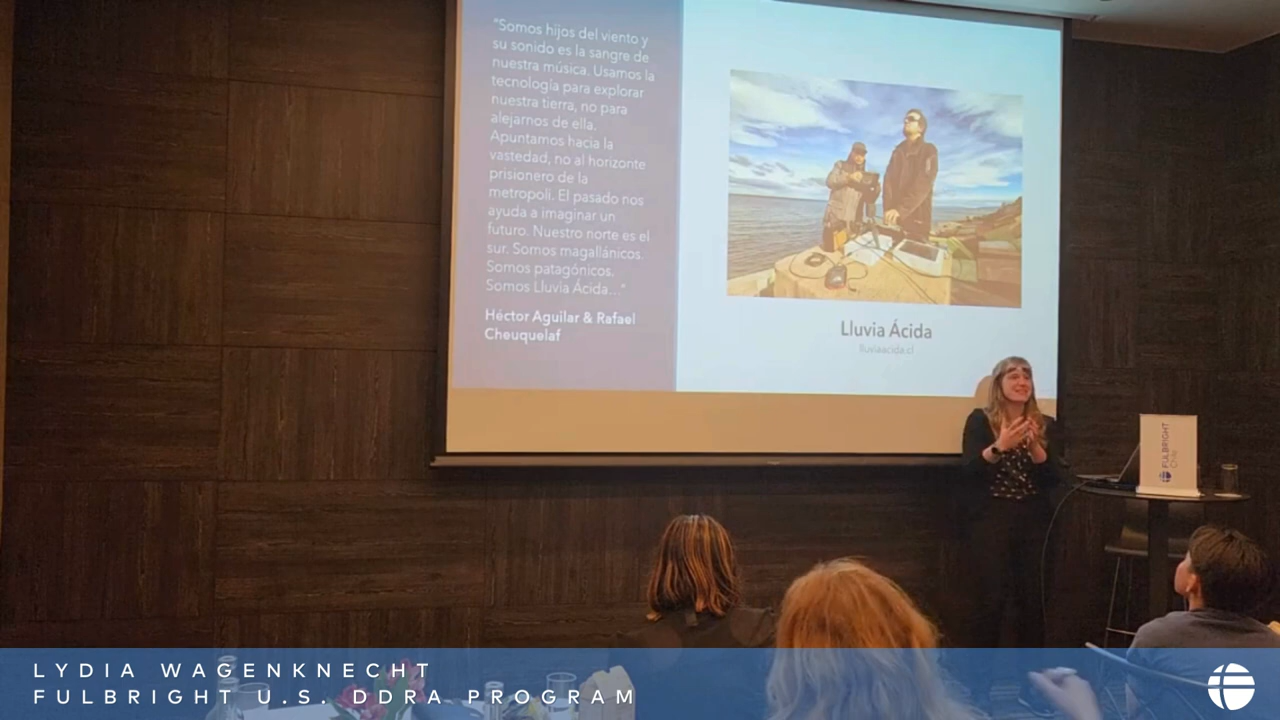 “Somos hijos del viento y
su sonido es la sangre de
nuestra música. Usamos la
tecnología para explorar
nuestra tierra, no para
alejarnos de ella.
Apuntamos hacia la
vastedad, no al horizonte
prisionero de la
metropoli. El pasado nos
ayuda a imaginar un
futuro. Nuestro norte es el
sur. Somos magallánicos.
Somos patagónicos.
Somos Lluvia Ácida...”
Héctor Aguilar & Rafael
Cheuquelaf
Lluvia Ácida
lluviaacida.cl
FULBRIGHT
Chile
LYDIA WAGENKNECHT
FULBRIGHT U.S. DDRA PROGRAM